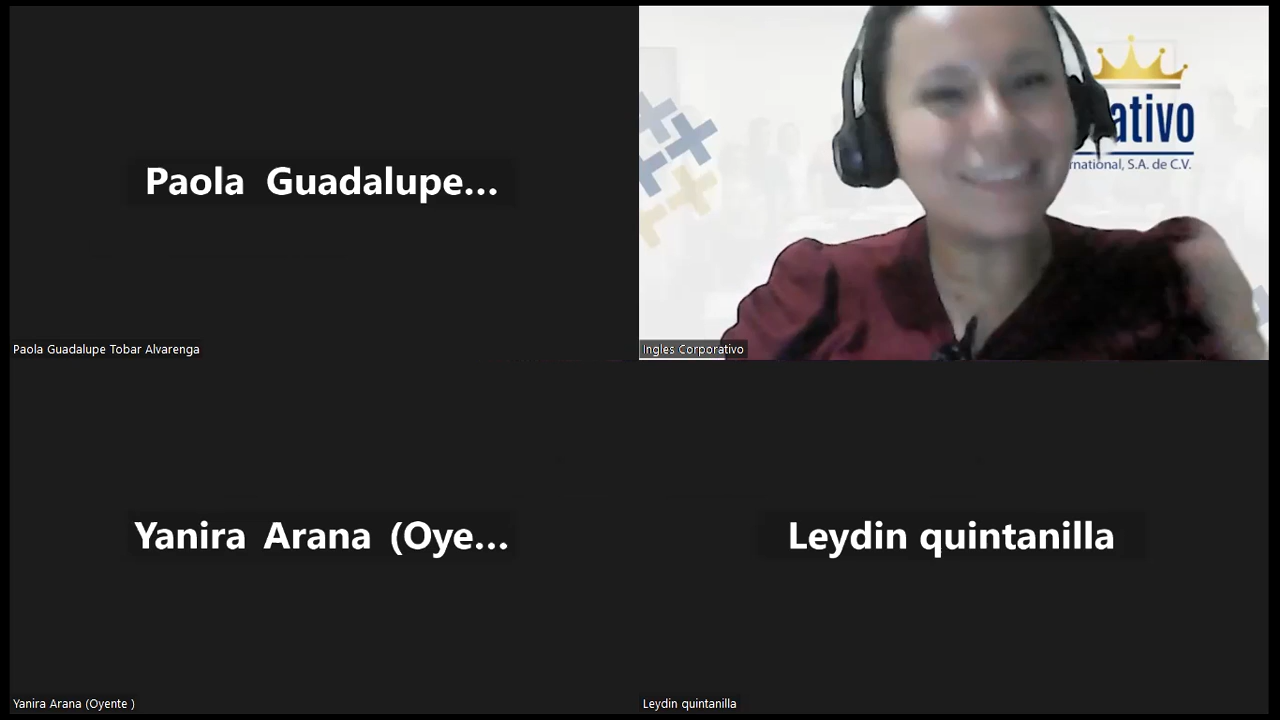 Paola Guadalupe...
Paola Guadalupe Tobar Alvarenga
ativo
rnational, S.A. de C.V.
Ingles Corporativo
Yanira Arana (Oye...
Yanira Arana (Oyente )
Leydin quintanilla
Leydin quintanilla